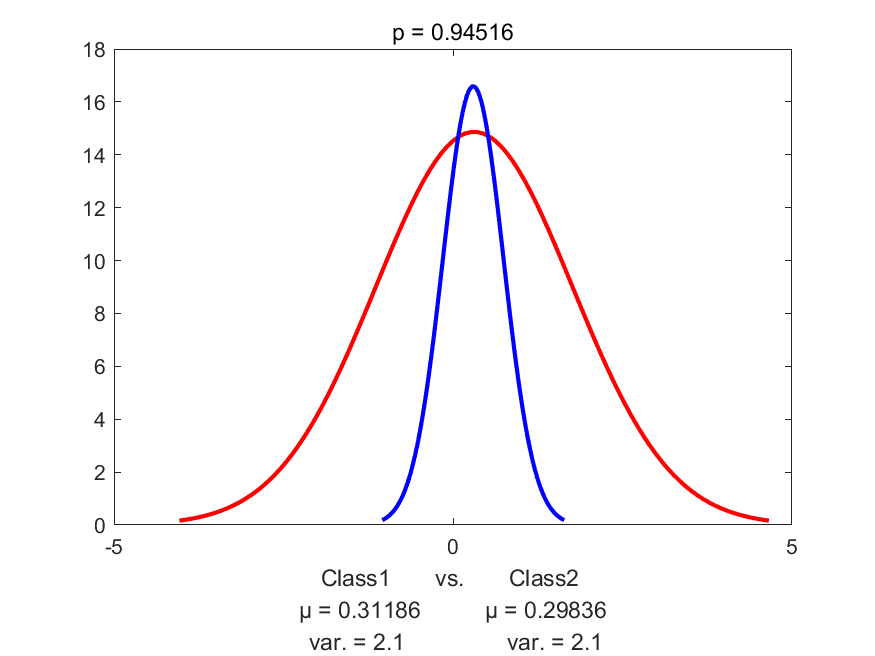 p = 0.94516
18
16
14
12
10
8
6
4
2
0
-5 0 5
Class1 vs. Class2
μ = 0.31186 μ = 0.29836
var. = 2.1 var. = 2.1